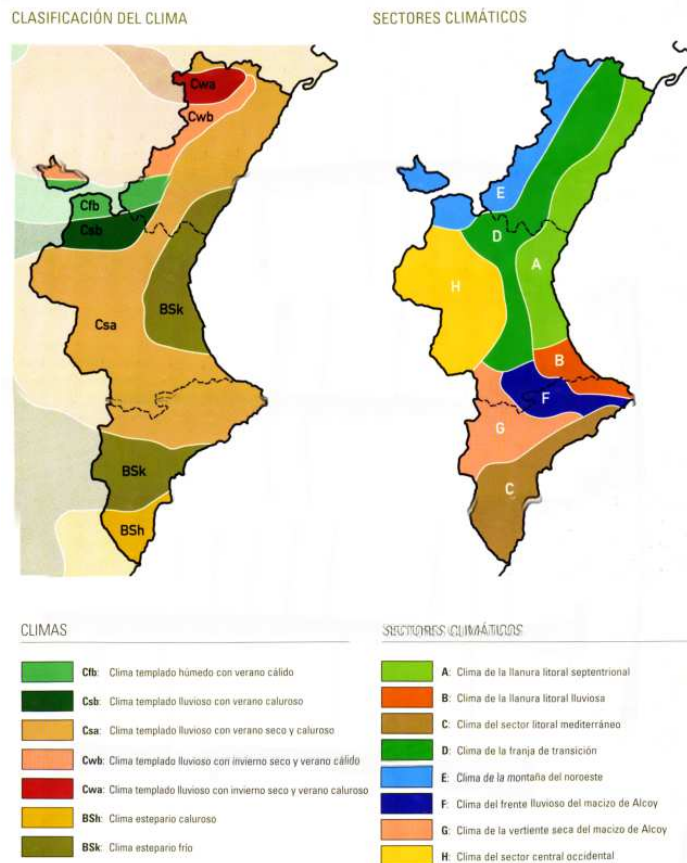 CLASIFICACIÓN DEL CLIMA
Cwa
Cwb
Cfb
Csb
BSk
Csa
BSk
BSh
SECTORES CLIMÁTICOS
E
D
A
H
B
F
G
C
CLIMAS
Cfb: Clima templado húmedo con verano cálido
Csb: Clima templado lluvioso con verano caluroso
Csa: Clima templado lluvioso con verano seco y caluroso
Cwb: Clima templado lluvioso con invierno seco y verano cálido
Cwa: Clima templado lluvioso con invierno seco y verano caluroso
BSh: Clima estepario caluroso
BSk: Clima estepario frío
SECTORES CLIMÁTICOS
A: Clima de la llanura litoral septentrional
B: Clima de la llanura litoral lluviosa
C: Clima del sector litoral mediterráneo
D: Clima de la franja de transición
E: Clima de la montaña del noroeste
F: Clima del frente lluvioso del macizo de Alcoy
G: Clima de la vertiente seca del macizo de Alcoy
H: Clima del sector central occidental